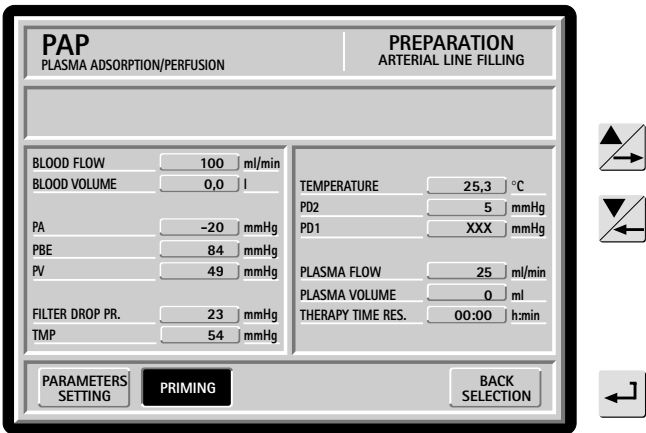 PAP
PLASMA ADSORPTION/PERFUSION
PREPARATION
ARTERIAL LINE FILLING
BLOOD FLOW 100 ml/min
BLOOD VOLUME 0,0 l
PA –20 mmHg
PBE 84 mmHg
PV 49 mmHg
FILTER DROP PR. 23 mmHg
TMP 54 mmHg
TEMPERATURE 25,3 °C
PD2 5 mmHg
PD1 XXX mmHg
PLASMA FLOW 25 ml/min
PLASMA VOLUME 0 ml
THERAPY TIME RES. 00:00 h:min
PARAMETERS
SETTING
PRIMING
BACK
SELECTION